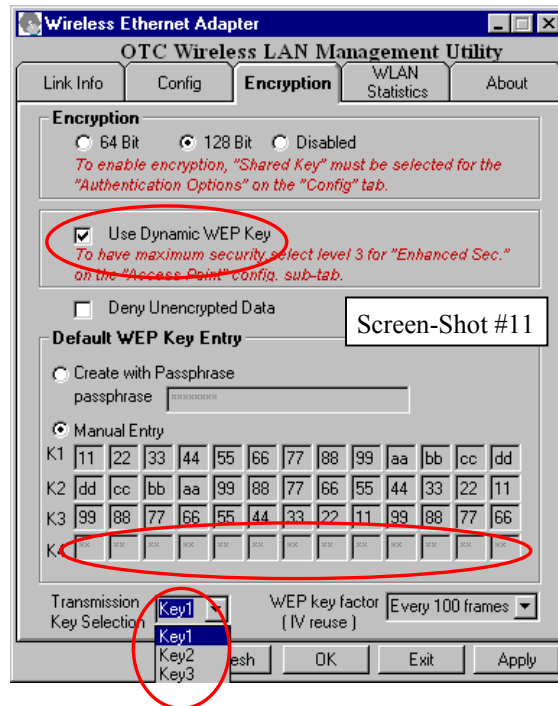 Wireless Ethernet Adapter
OTC Wireless LAN Management Utility
Link Info Config Encryption WLAN Statistics About
Encryption
64 Bit 128 Bit Disabled
To enable encryption, "Shared Key" must be selected for the
"Authentication Options" on the "Config" tab.
Use Dynamic WEP Key
To have maximum security,select level 3 for "Enhanced Sec."
on the "Access Point" config. sub-tab.
Deny Unencrypted Data
Screen-Shot #11
Default WEP Key Entry
Create with Passphrase
passphrase xxxxxxxx
Manual Entry
K1 11 22 33 44 55 66 77 88 99 aa bb cc dd
K2 dd cc bb aa 99 88 77 66 55 44 33 22 11
K3 99 88 77 66 55 44 33 22 11 99 88 77 66
K4 ** ** ** ** ** ** ** ** ** ** ** ** **
Transmission Key Selection Key1
WEP key factor ( IV reuse ) Every 100 frames
Key1
Key2
Key3
esh OK Exit Apply